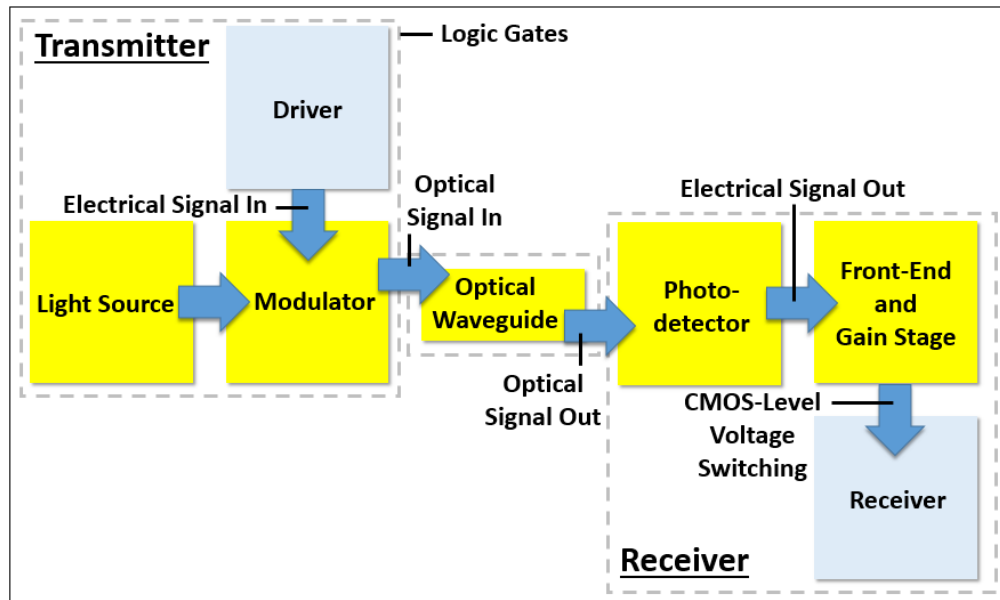 Transmitter
Logic Gates
Driver
Electrical Signal In
Optical
Signal In
Electrical Signal Out
Light Source
Modulator
Optical
Waveguide
Photo-
detector
Front-End
and
Gain Stage
Optical
Signal Out
CMOS-Level
Voltage
Switching
Receiver
Receiver